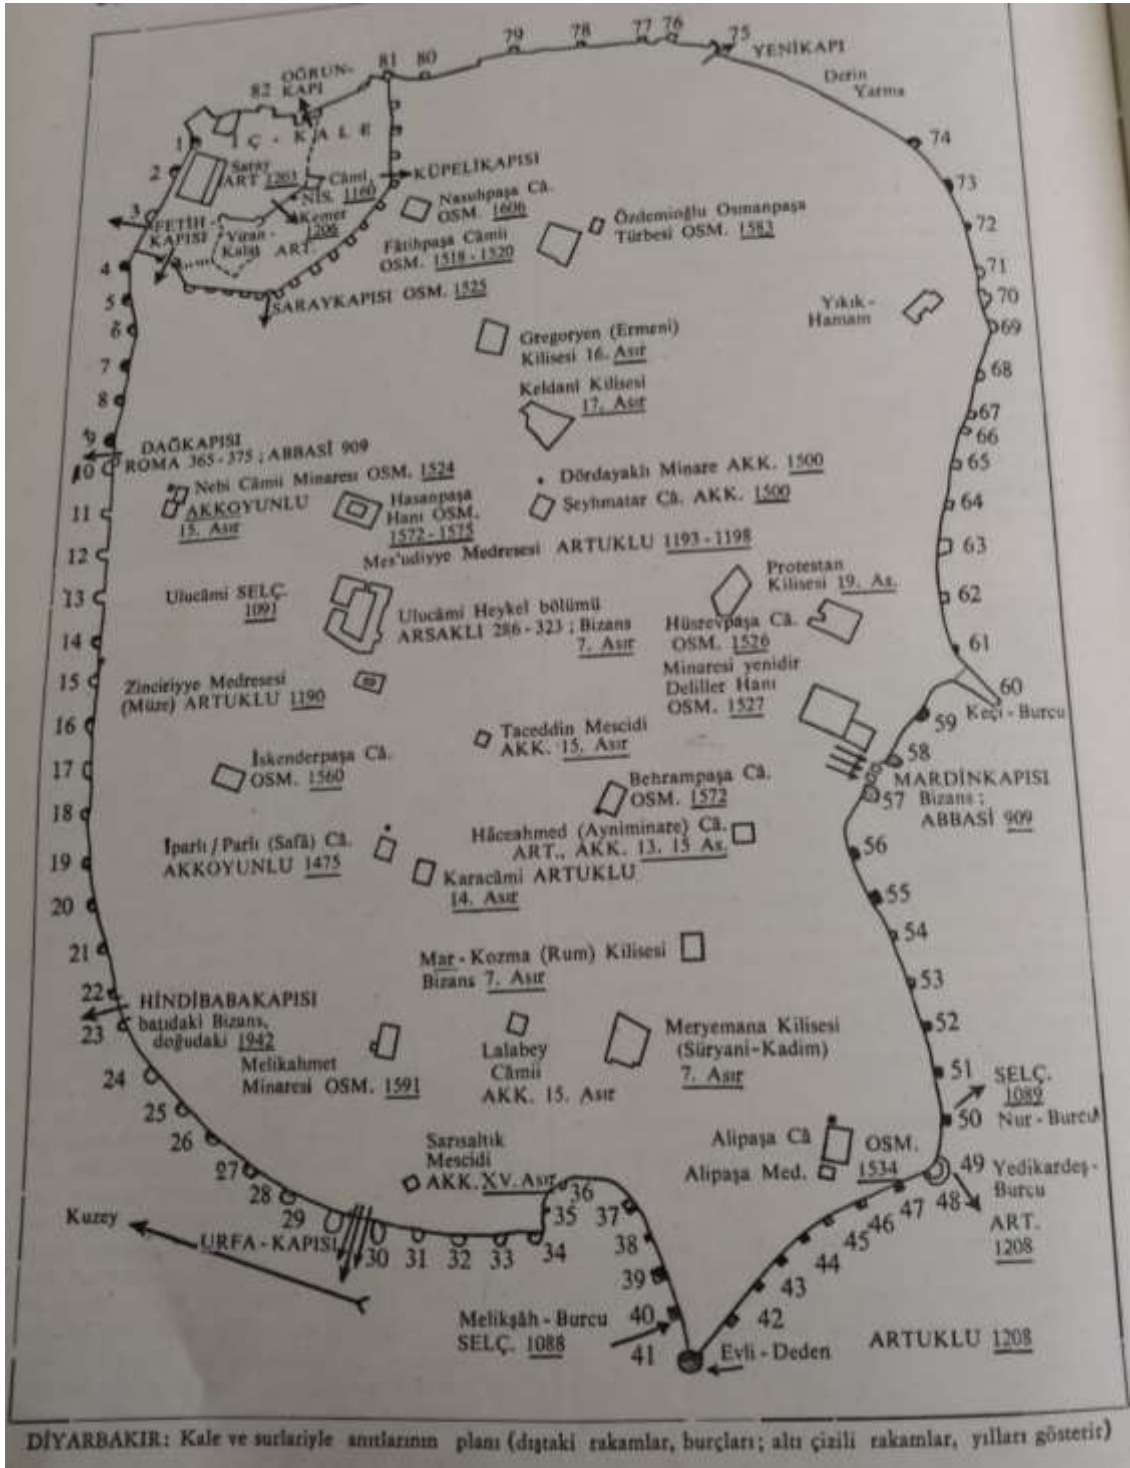 79 78 77 76 75
YENİKAPI
Derin
Yarma
81 80
OĞRUN-
KAPI
82
İÇ - KALE
1
2
3
Saray
ART 1203
Câmi,
NİS. 1160
Kemer
1206
KÜPELİKAPISI
FETİH-
KAPISI
Viran-
Kalıt
ART.
Nasuhpaşa Câ.
OSM. 1606
Fâtihpaşa Câmii
OSM. 1518 - 1520
Özdemiroğlu Osmanpaşa
Türbesi OSM. 1583
SARAYKAPISI OSM. 1525
74
73
72
71
70
69
68
67
66
65
64
63
62
61
60
Keçi - Burcu
59
58
4
5
6
7
8
9
10
Yıkık -
Hamam
Gregoryen (Ermeni)
Kilisesi 16. Asır
Keldani Kilisesi
17. Asır
DAĞKAPISI
ROMA 365 - 375 ; ABBASİ 909
Nebi Câmii Minaresi OSM. 1524
AKKOYUNLU
15. Asır
Hasanpaşa
Hanı OSM.
1572 - 1575
Dördayaklı Minare AKK. 1500
Şeyhmatar Câ. AKK. 1500
Mes'udiyye Medresesi ARTUKLU 1193 - 1198
11
12
13
14
15
16
17
18
19
20
21
22
23
Ulucâmi SELÇ.
1091
Ulucâmi Heykel bölümü
ARSAKLI 286 - 323 ; Bizans
7. Asır
Protestan
Kilisesi 19. As.
Hüsrevpaşa Câ.
OSM. 1526
Minaresi yenidir
Deliller Hanı
OSM. 1527
Zinciriyye Medresesi
(Müze) ARTUKLU 1190
Taceddin Mescidi
AKK. 15. Asır
İskenderpaşa Câ.
OSM. 1560
Behrampaşa Câ.
OSM. 1572
MARDİNKAPISI
57 Bizans ;
ABBASİ 909
Hâceahmed (Ayniminare) Câ.
ART., AKK. 13. 15 As.
İparlı / Parlı (Safâ) Câ.
AKKOYUNLU 1475
Karacâmi ARTUKLU
14. Asır
56
55
54
53
52
51
50
Mar - Kozma (Rum) Kilisesi
Bizans 7. Asır
HİNDİBABAKAPISI
batıdaki Bizans,
doğudaki 1942
Melikahmet
Minaresi OSM. 1591
Lalabey
Câmii
AKK. 15. Asır
Meryemana Kilisesi
(Süryani-Kadim)
7. Asır
SELÇ.
1089
Nur - Burcu
Alipaşa Câ
OSM.
1534
Alipaşa Med.
49 Yedikardeş-
Burcu
48
ART.
1208
24
25
26
27
28
29
Sarısaltık
Mescidi
AKK. XV. Asır
Kuzey
URFA - KAPISI
30 31 32 33 34
35
36
37
38
39
40
41
47
46
45
44
43
42
Melikşâh - Burcu
SELÇ. 1088
Evli - Deden
ARTUKLU 1208
DİYARBAKIR: Kale ve surlariyle anıtlarının planı (dıştaki rakamlar, burçları ; altı çizili rakamlar, yılları gösterir)